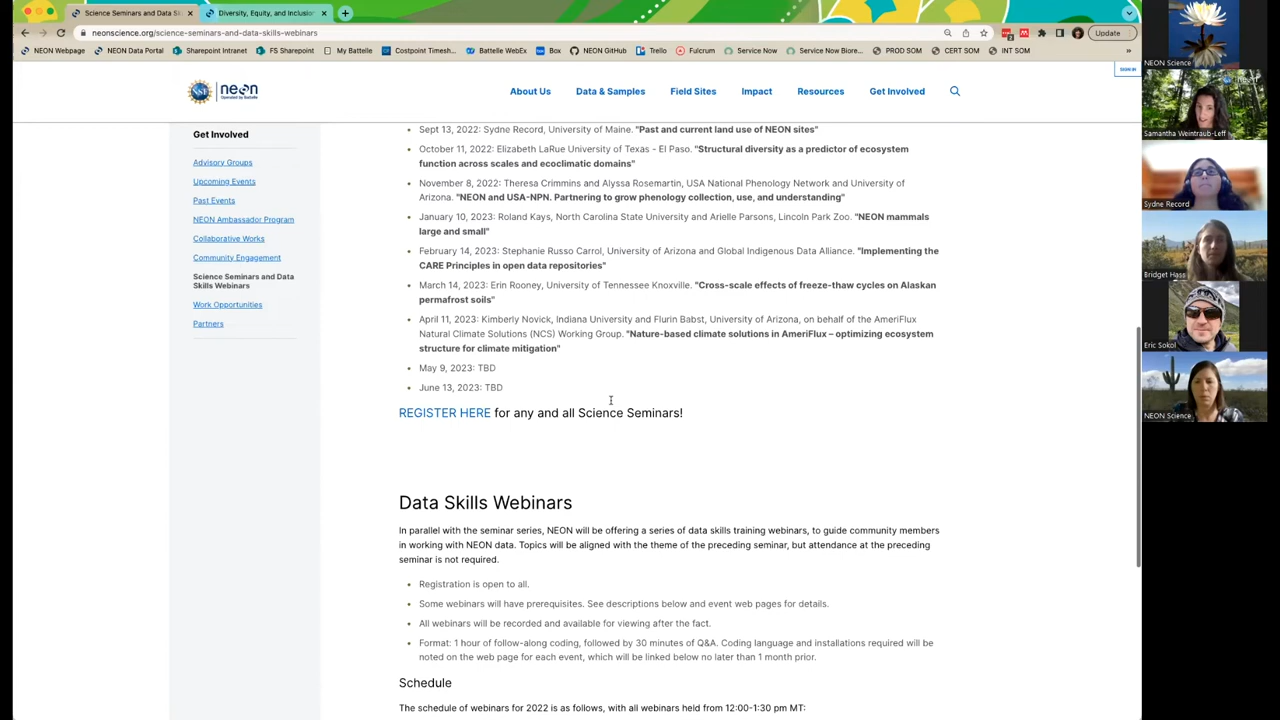 Science Seminars and Data Sk
Diversity, Equity, and Inclusion
neonscience.org/science-seminars-and-data-skills-webinars
Update
NEON Webpage
NEON Data Portal
Sharepoint Intranet
FS Sharepoint
My Battelle
Costpoint Timesh...
Battelle WebEx
Box
NEON GitHub
Trello
Fulcrum
Service Now
Service Now Biore...
PROD SOM
CERT SOM
INT SOM
SIGN IN
NSF
neon
Operated by Battelle
About Us
Data & Samples
Field Sites
Impact
Resources
Get Involved
Get Involved
Advisory Groups
Upcoming Events
Past Events
NEON Ambassador Program
Collaborative Works
Community Engagement
Science Seminars and Data
Skills Webinars
Work Opportunities
Partners
Sept 13, 2022: Sydne Record, University of Maine. "Past and current land use of NEON sites"
October 11, 2022: Elizabeth LaRue University of Texas - El Paso. "Structural diversity as a predictor of ecosystem
function across scales and ecoclimatic domains"
November 8, 2022: Theresa Crimmins and Alyssa Rosemartin, USA National Phenology Network and University of
Arizona. "NEON and USA-NPN. Partnering to grow phenology collection, use, and understanding"
January 10, 2023: Roland Kays, North Carolina State University and Arielle Parsons, Lincoln Park Zoo. "NEON mammals
large and small"
February 14, 2023: Stephanie Russo Carrol, University of Arizona and Global Indigenous Data Alliance. "Implementing the
CARE Principles in open data repositories"
March 14, 2023: Erin Rooney, University of Tennessee Knoxville. "Cross-scale effects of freeze-thaw cycles on Alaskan
permafrost soils"
April 11, 2023: Kimberly Novick, Indiana University and Flurin Babst, University of Arizona, on behalf of the AmeriFlux
Natural Climate Solutions (NCS) Working Group. "Nature-based climate solutions in AmeriFlux – optimizing ecosystem
structure for climate mitigation"
May 9, 2023: TBD
June 13, 2023: TBD
REGISTER HERE for any and all Science Seminars!
Data Skills Webinars
In parallel with the seminar series, NEON will be offering a series of data skills training webinars, to guide community members
in working with NEON data. Topics will be aligned with the theme of the preceding seminar, but attendance at the preceding
seminar is not required.
Registration is open to all.
Some webinars will have prerequisites. See descriptions below and event web pages for details.
All webinars will be recorded and available for viewing after the fact.
Format: 1 hour of follow-along coding, followed by 30 minutes of Q&A. Coding language and installations required will be
noted on the web page for each event, which will be linked below no later than 1 month prior.
Schedule
The schedule of webinars for 2022 is as follows, with all webinars held from 12:00-1:30 pm MT:
NEON Science
Samantha Weintraub-Leff
Sydne Record
Bridget Hass
Eric Sokol
NEON Science